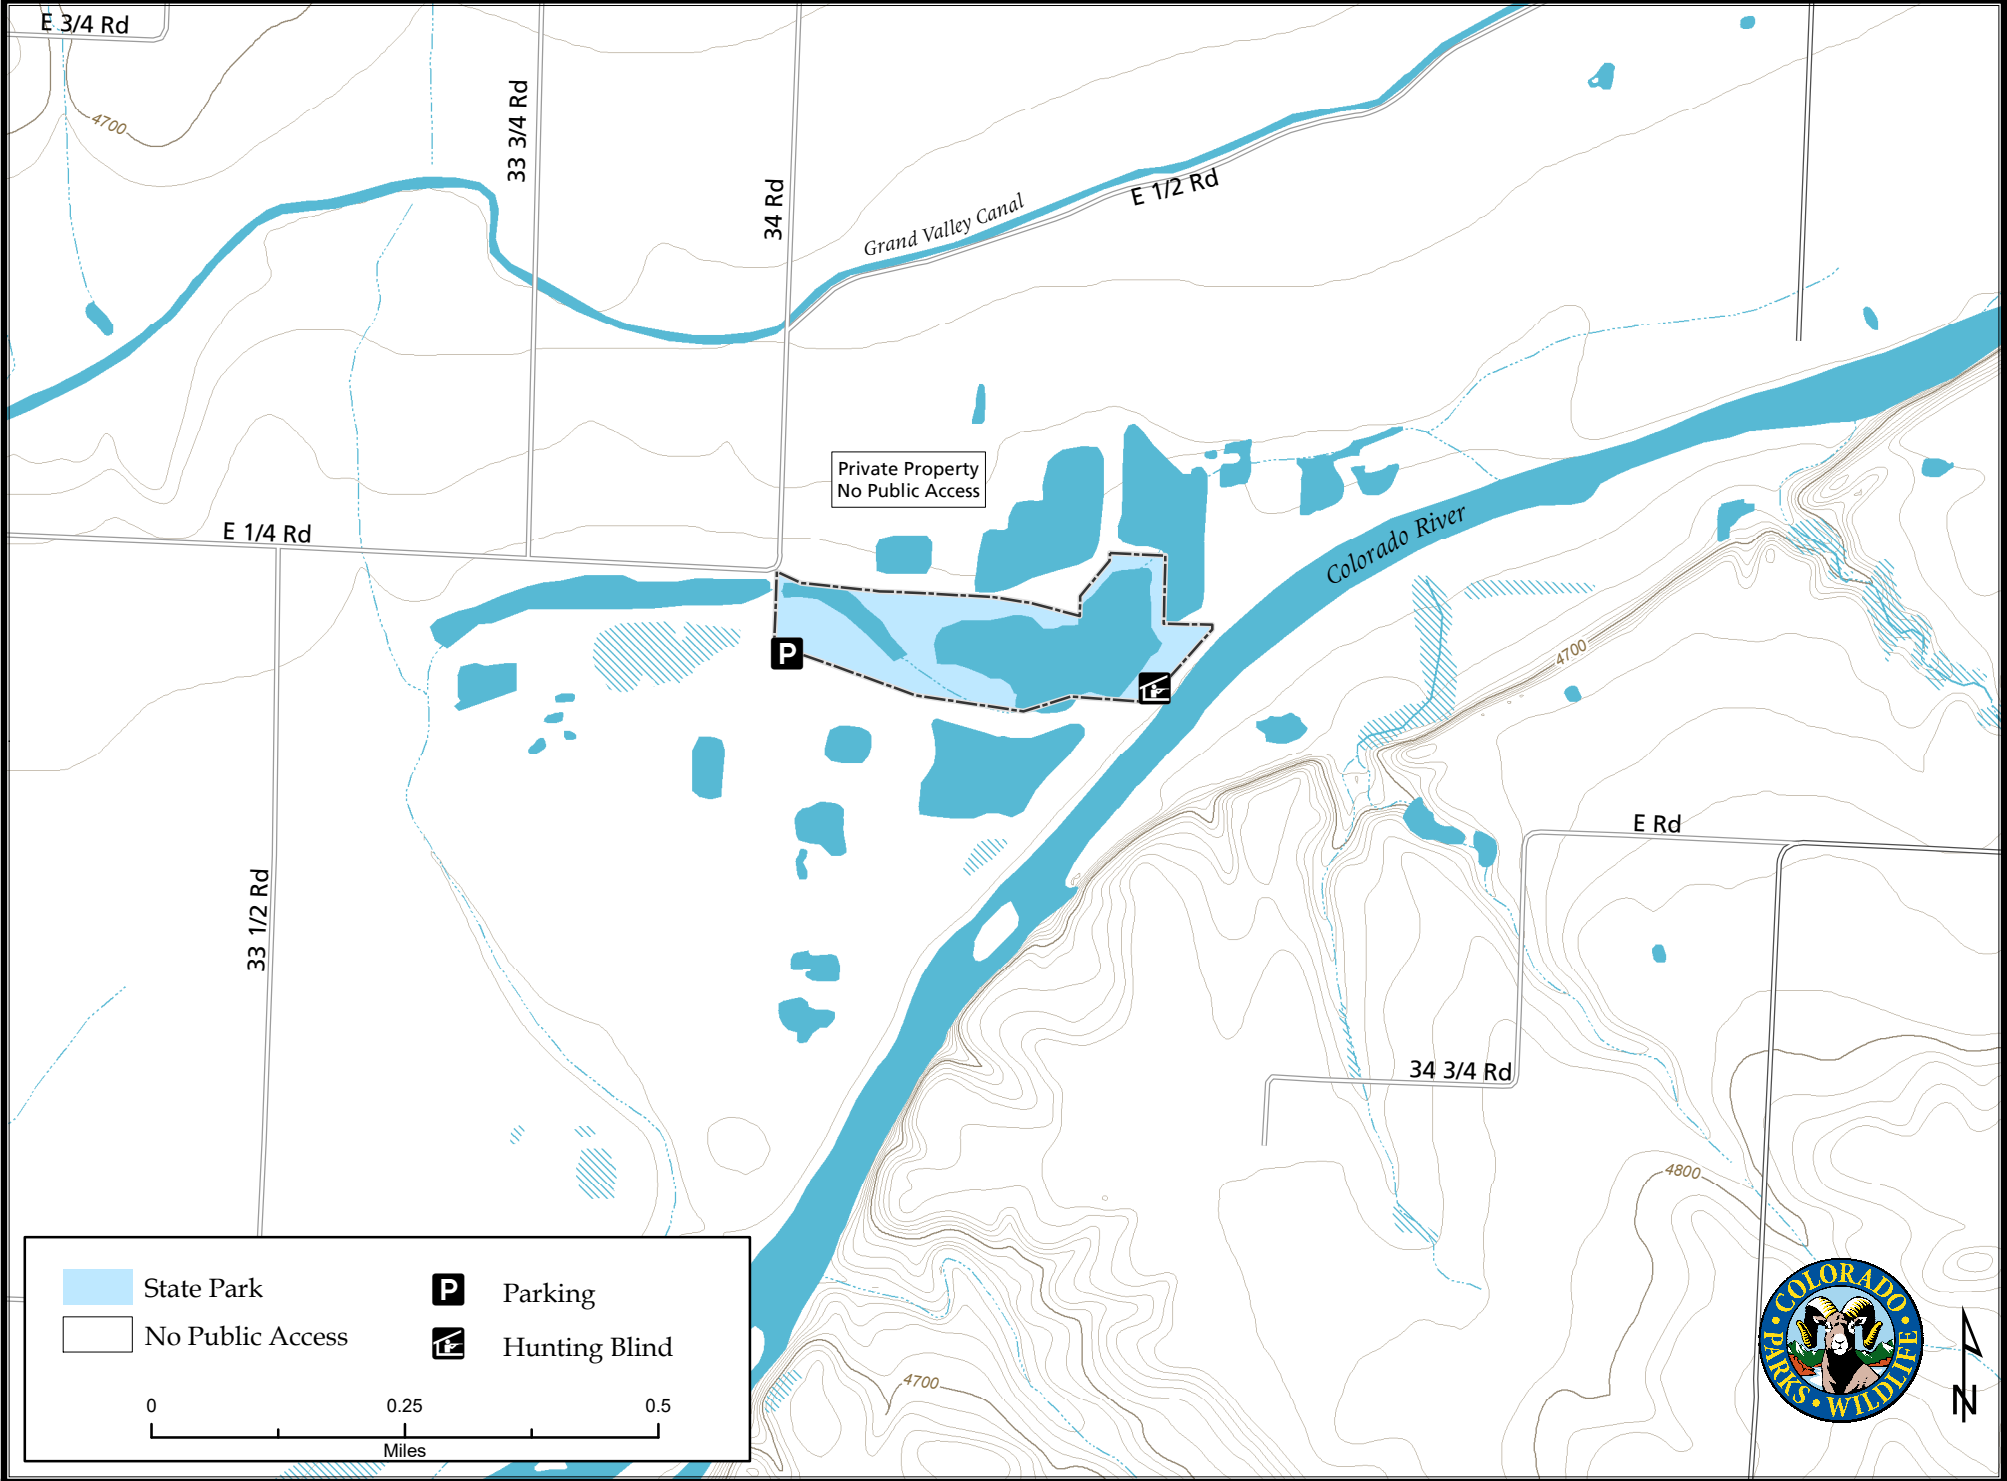 E 3/4 Rd
4700
33 3/4 Rd
34 Rd
Grand Valley Canal
E 1/2 Rd
Private Property
No Public Access
E 1/4 Rd
Colorado River
4700
E Rd
33 1/2 Rd
34 3/4 Rd
4800
4700
State Park
No Public Access
Parking
Hunting Blind
P
P
0 0.25 0.5
Miles
COLORADO
PARKS • WILDLIFE
N